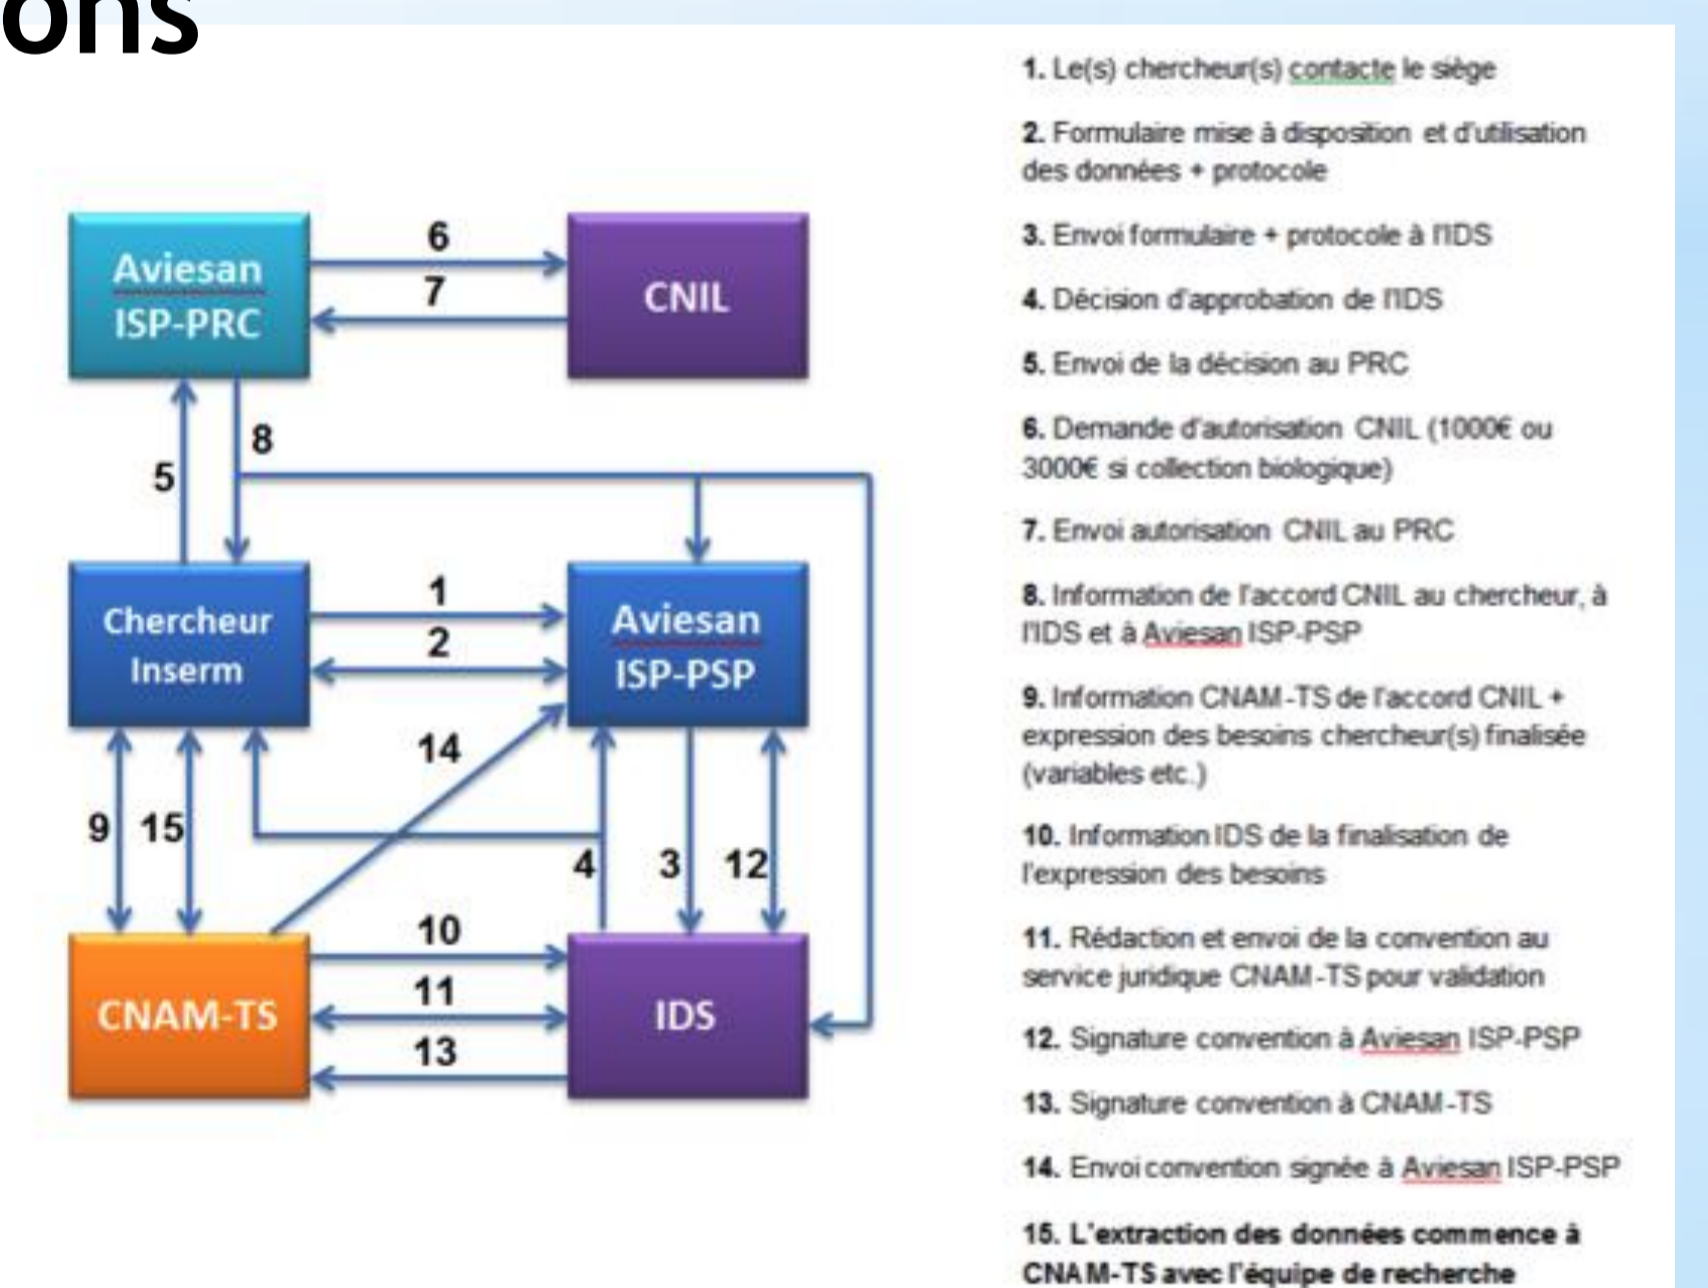 ons
6
7
Aviesan
ISP-PRC
CNIL
8
5
1
2
Chercheur
Inserm
Aviesan
ISP-PSP
14
9
15
4
3
12
10
11
13
CNAM-TS
IDS
1. Le(s) chercheur(s) contacte le siège
2. Formulaire mise à disposition et d'utilisation
des données + protocole
3. Envoi formulaire + protocole à l'IDS
4. Décision d'approbation de l'IDS
5. Envoi de la décision au PRC
6. Demande d'autorisation CNIL (1000€ ou
3000€ si collection biologique)
7. Envoi autorisation CNIL au PRC
8. Information de l'accord CNIL au chercheur, à
l'IDS et à Aviesan ISP-PSP
9. Information CNAM-TS de l'accord CNIL +
expression des besoins chercheur(s) finalisée
(variables etc.)
10. Information IDS de la finalisation de
l'expression des besoins
11. Rédaction et envoi de la convention au
service juridique CNAM-TS pour validation
12. Signature convention à Aviesan ISP-PSP
13. Signature convention à CNAM-TS
14. Envoi convention signée à Aviesan ISP-PSP
15. L'extraction des données commence à
CNAM-TS avec l'équipe de recherche